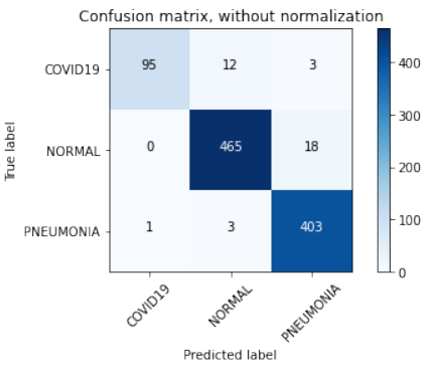 Confusion matrix, without normalization
True label
COVID19 95 12 3
NORMAL 0 465 18
PNEUMONIA 1 3 403
COVID19 NORMAL PNEUMONIA
Predicted label
400
300
200
100
0